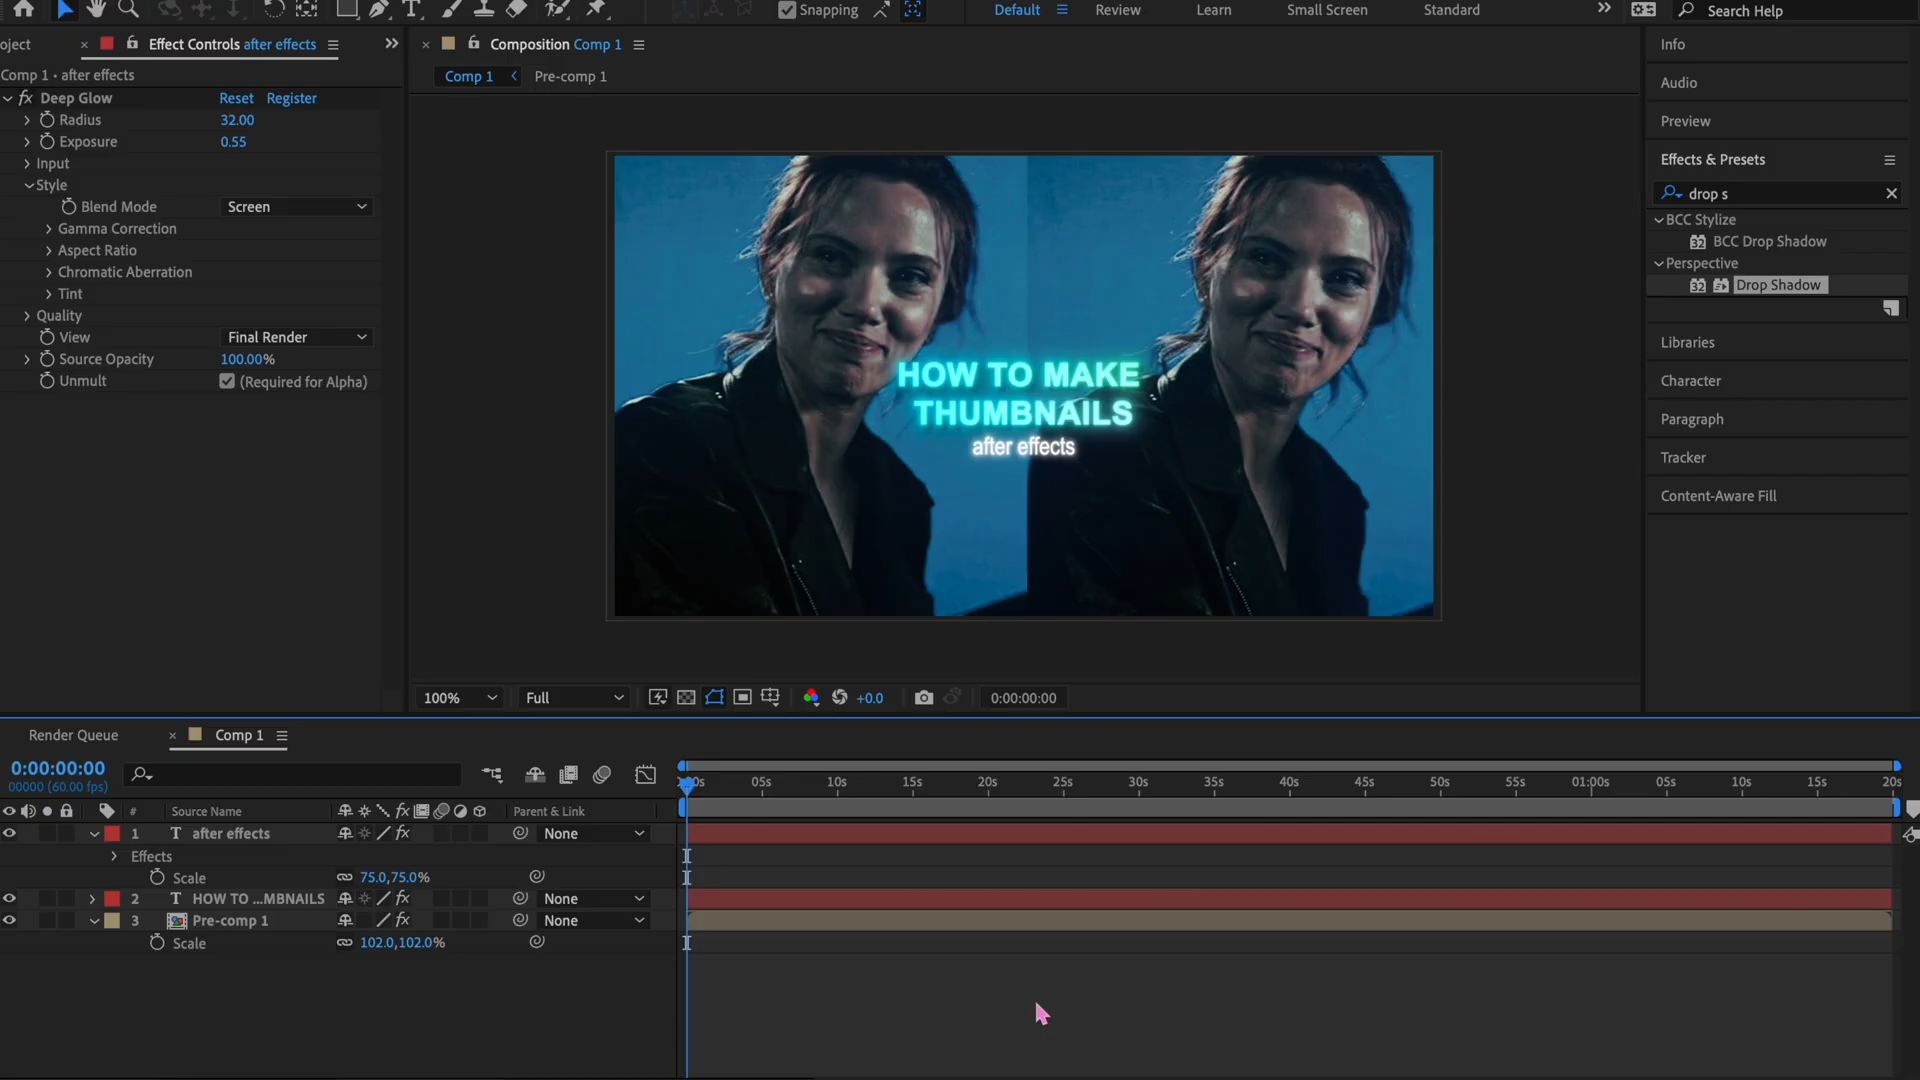 Snapping
Default
Review
Learn
Small Screen
Standard
Search Help
oject
Effect Controls after effects
Comp 1 • after effects
fx Deep Glow Reset Register
Radius 32.00
Exposure 0.55
Input
Style
Blend Mode Screen
Gamma Correction
Aspect Ratio
Chromatic Aberration
Tint
Quality
View Final Render
Source Opacity 100.00%
Unmult (Required for Alpha)
Composition Comp 1
Comp 1 Pre-comp 1
HOW TO MAKE
THUMBNAILS
after effects
100% Full +0.0 0:00:00:00
Info
Audio
Preview
Effects & Presets
drop s
BCC Stylize
32 BCC Drop Shadow
Perspective
32 Drop Shadow
Libraries
Character
Paragraph
Tracker
Content-Aware Fill
Render Queue Comp 1
0:00:00:00
00000 (60.00 fps)
05s 10s 15s 20s 25s 30s 35s 40s 45s 50s 55s 01:00s 05s 10s 15s 20s
# Source Name fx Parent & Link
1 T after effects fx None
Effects
Scale 75.0,75.0%
2 T HOW TO ...MBNAILS fx None
3 Pre-comp 1 fx None
Scale 102.0,102.0%